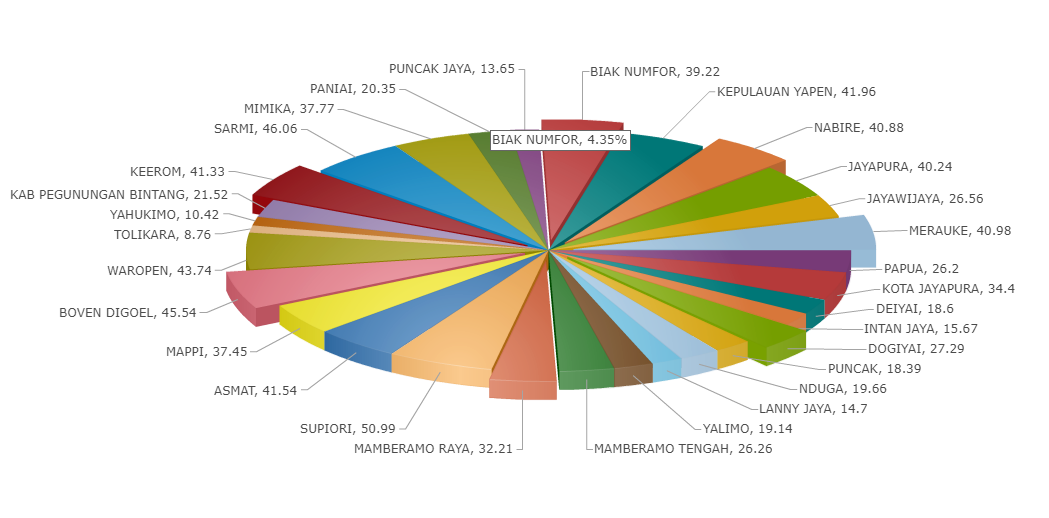 PUNCAK JAYA, 13.65
BIAK NUMFOR, 39.22
PANIAI, 20.35
KEPULAUAN YAPEN, 41.96
MIMIKA, 37.77
SARMI, 46.06
NABIRE, 40.88
BIAK NUMFOR, 4.35%
KEEROM, 41.33
JAYAPURA, 40.24
KAB PEGUNUNGAN BINTANG, 21.52
JAYAWIJAYA, 26.56
YAHUKIMO, 10.42
TOLIKARA, 8.76
MERAUKE, 40.98
WAROPEN, 43.74
PAPUA, 26.2
KOTA JAYAPURA, 34.4
BOVEN DIGOEL, 45.54
DEIYAI, 18.6
INTAN JAYA, 15.67
MAPPI, 37.45
DOGIYAI, 27.29
PUNCAK, 18.39
ASMAT, 41.54
NDUGA, 19.66
LANNY JAYA, 14.7
SUPIORI, 50.99
YALIMO, 19.14
MAMBERAMO RAYA, 32.21
MAMBERAMO TENGAH, 26.26